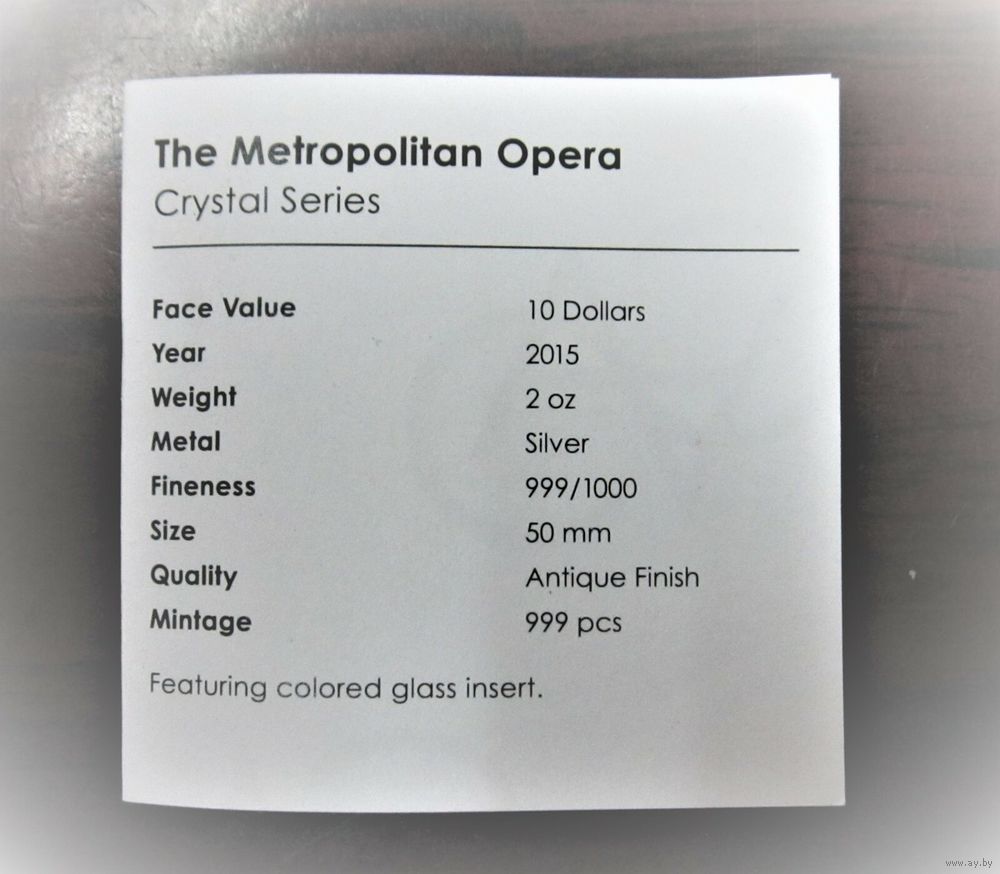 The Metropolitan Opera
Crystal Series
Face Value 10 Dollars
Year 2015
Weight 2 oz
Metal Silver
Fineness 999/1000
Size 50 mm
Quality Antique Finish
Mintage 999 pcs
Featuring colored glass insert.
www.ay.by